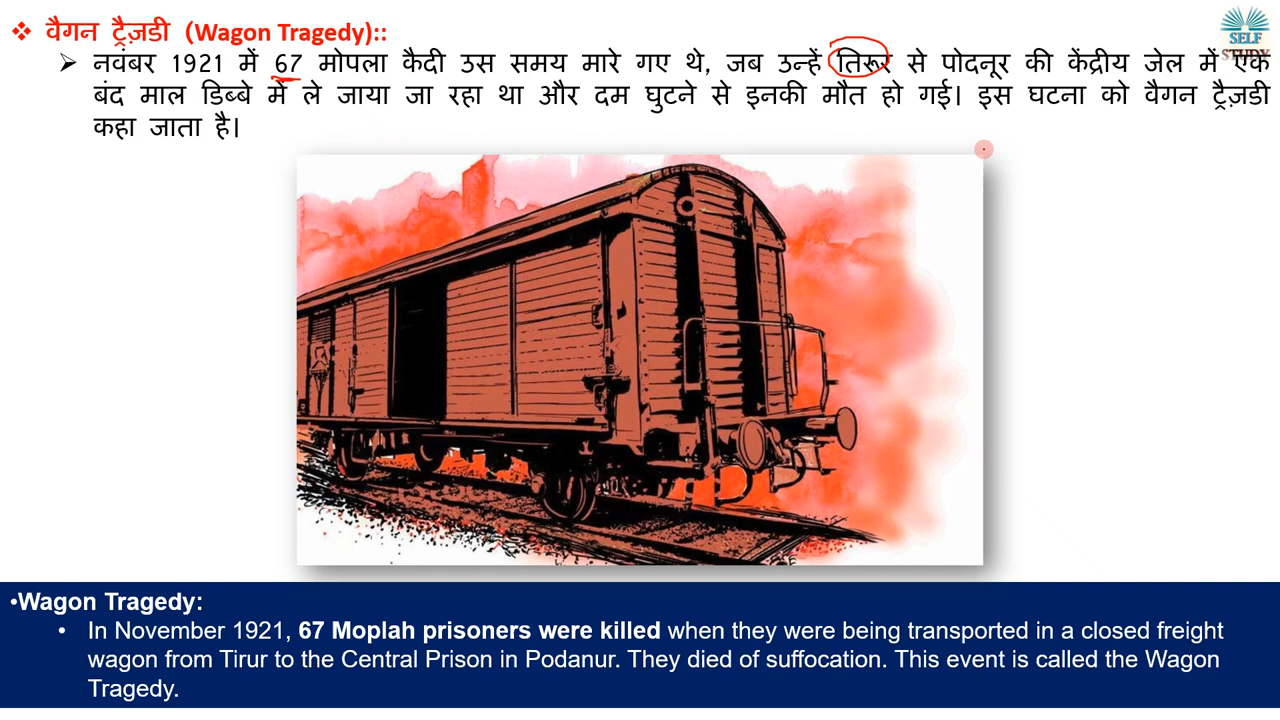 ❖ वैगन ट्रैज़डी (Wagon Tragedy)::
SELF
STUDY
➢ नवंबर 1921 में 67 मोपला कैदी उस समय मारे गए थे, जब उन्हें तिरूर से पोदनूर की केंद्रीय जेल में एक
बंद माल डिब्बे में ले जाया जा रहा था और दम घुटने से इनकी मौत हो गई। इस घटना को वैगन ट्रैज़डी
कहा जाता है।
•Wagon Tragedy:
• In November 1921, 67 Moplah prisoners were killed when they were being transported in a closed freight
wagon from Tirur to the Central Prison in Podanur. They died of suffocation. This event is called the Wagon
Tragedy.